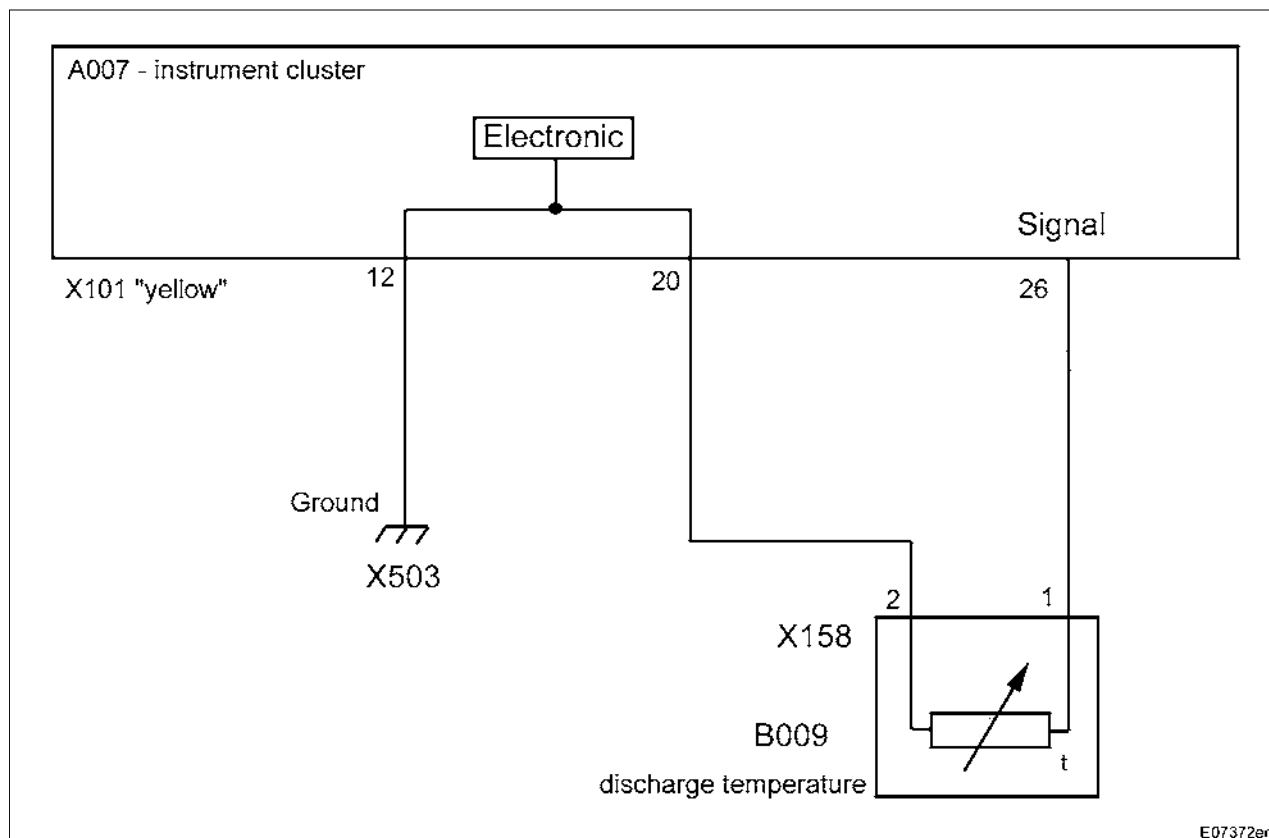 A007 - instrument cluster
Electronic
Signal
X101 "yellow"
12
20
26
Ground
X503
2
1
X158
B009
t
discharge temperature
E07372en